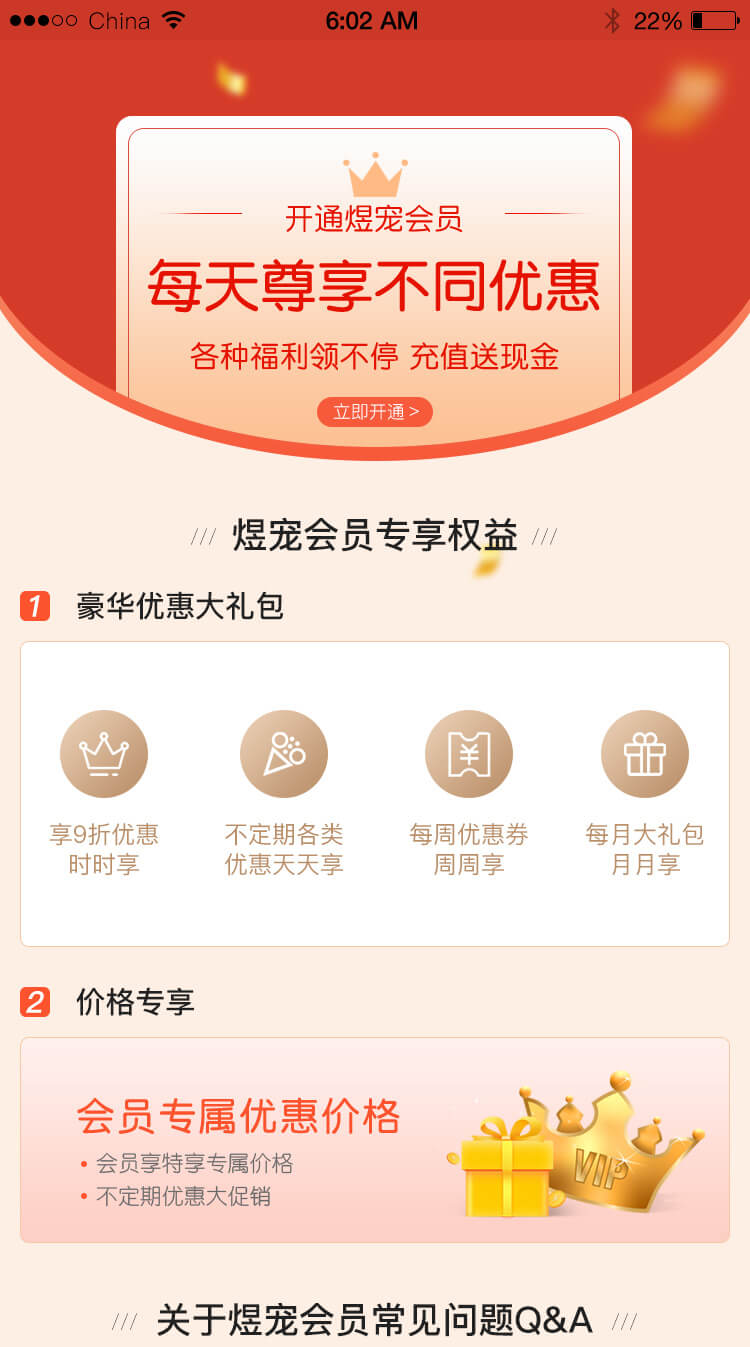 China
6:02 AM
22%
开通煜宠会员
每天尊享不同优惠
各种福利领不停 充值送现金
立即开通 >
/// 煜宠会员专享权益 ///
1 豪华优惠大礼包
享9折优惠
时时享
不定期各类
优惠天天享
¥
每周优惠券
周周享
每月大礼包
月月享
2 价格专享
会员专属优惠价格
• 会员享特享专属价格
• 不定期优惠大促销
VIP
/// 关于煜宠会员常见问题Q&A ///